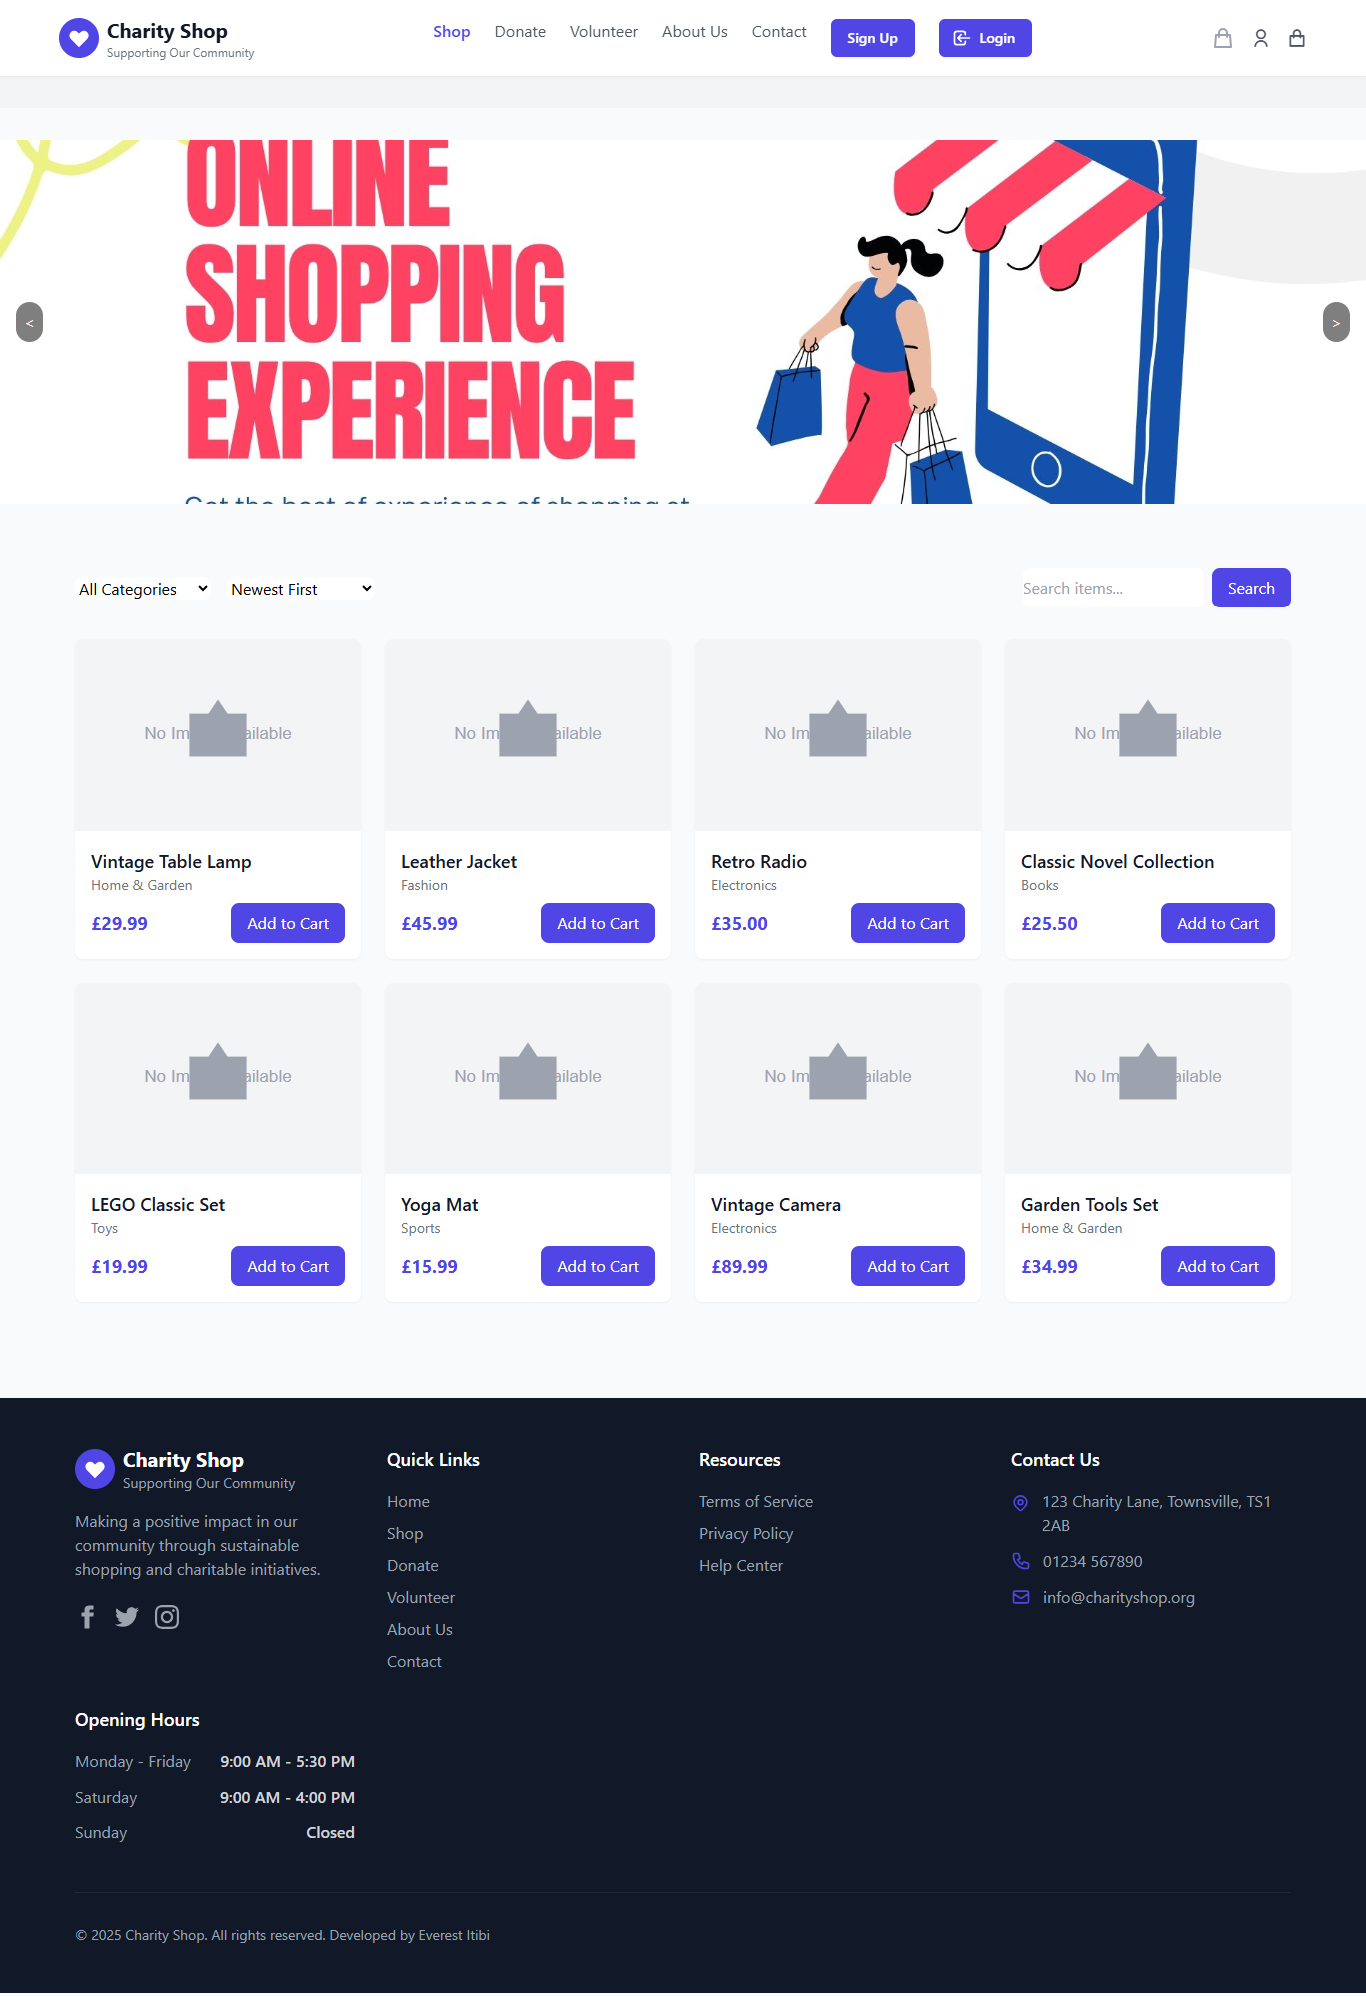 Charity Shop
Supporting Our Community
Shop Donate Volunteer About Us Contact Sign Up Login
ONLINE
SHOPPING
EXPERIENCE
Get the best of experience of shopping at
< >
All Categories Newest First Search items... Search
No Im ailable No Im ailable No Im ailable No Im ailable
Vintage Table Lamp Leather Jacket Retro Radio Classic Novel Collection
Home & Garden Fashion Electronics Books
£29.99 Add to Cart £45.99 Add to Cart £35.00 Add to Cart £25.50 Add to Cart
No Im ailable No Im ailable No Im ailable No Im ailable
LEGO Classic Set Yoga Mat Vintage Camera Garden Tools Set
Toys Sports Electronics Home & Garden
£19.99 Add to Cart £15.99 Add to Cart £89.99 Add to Cart £34.99 Add to Cart
Charity Shop
Supporting Our Community
Making a positive impact in our
community through sustainable
shopping and charitable initiatives.
Quick Links
Home
Shop
Donate
Volunteer
About Us
Contact
Resources
Terms of Service
Privacy Policy
Help Center
Contact Us
123 Charity Lane, Townsville, TS1
2AB
01234 567890
info@charityshop.org
Opening Hours
Monday - Friday 9:00 AM - 5:30 PM
Saturday 9:00 AM - 4:00 PM
Sunday Closed
© 2025 Charity Shop. All rights reserved. Developed by Everest Itibi